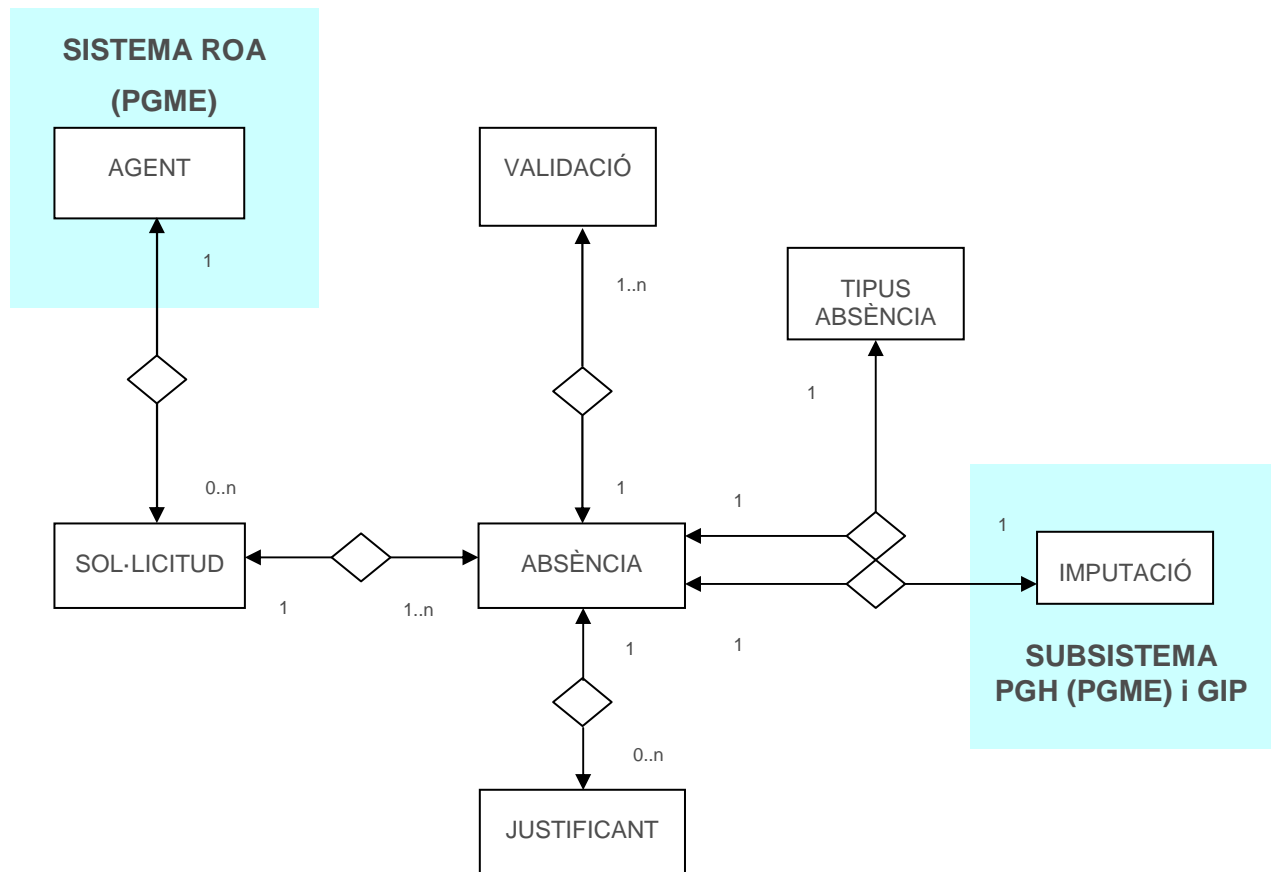 SISTEMA ROA
(PGME)
AGENT
1
0..n
SOL·LICITUD
1
1..n
VALIDACIÓ
1..n
1
ABSÈNCIA
TIPUS
ABSÈNCIA
1
1
1
1
IMPUTACIÓ
SUBSISTEMA
PGH (PGME) i GIP
1
0..n
JUSTIFICANT